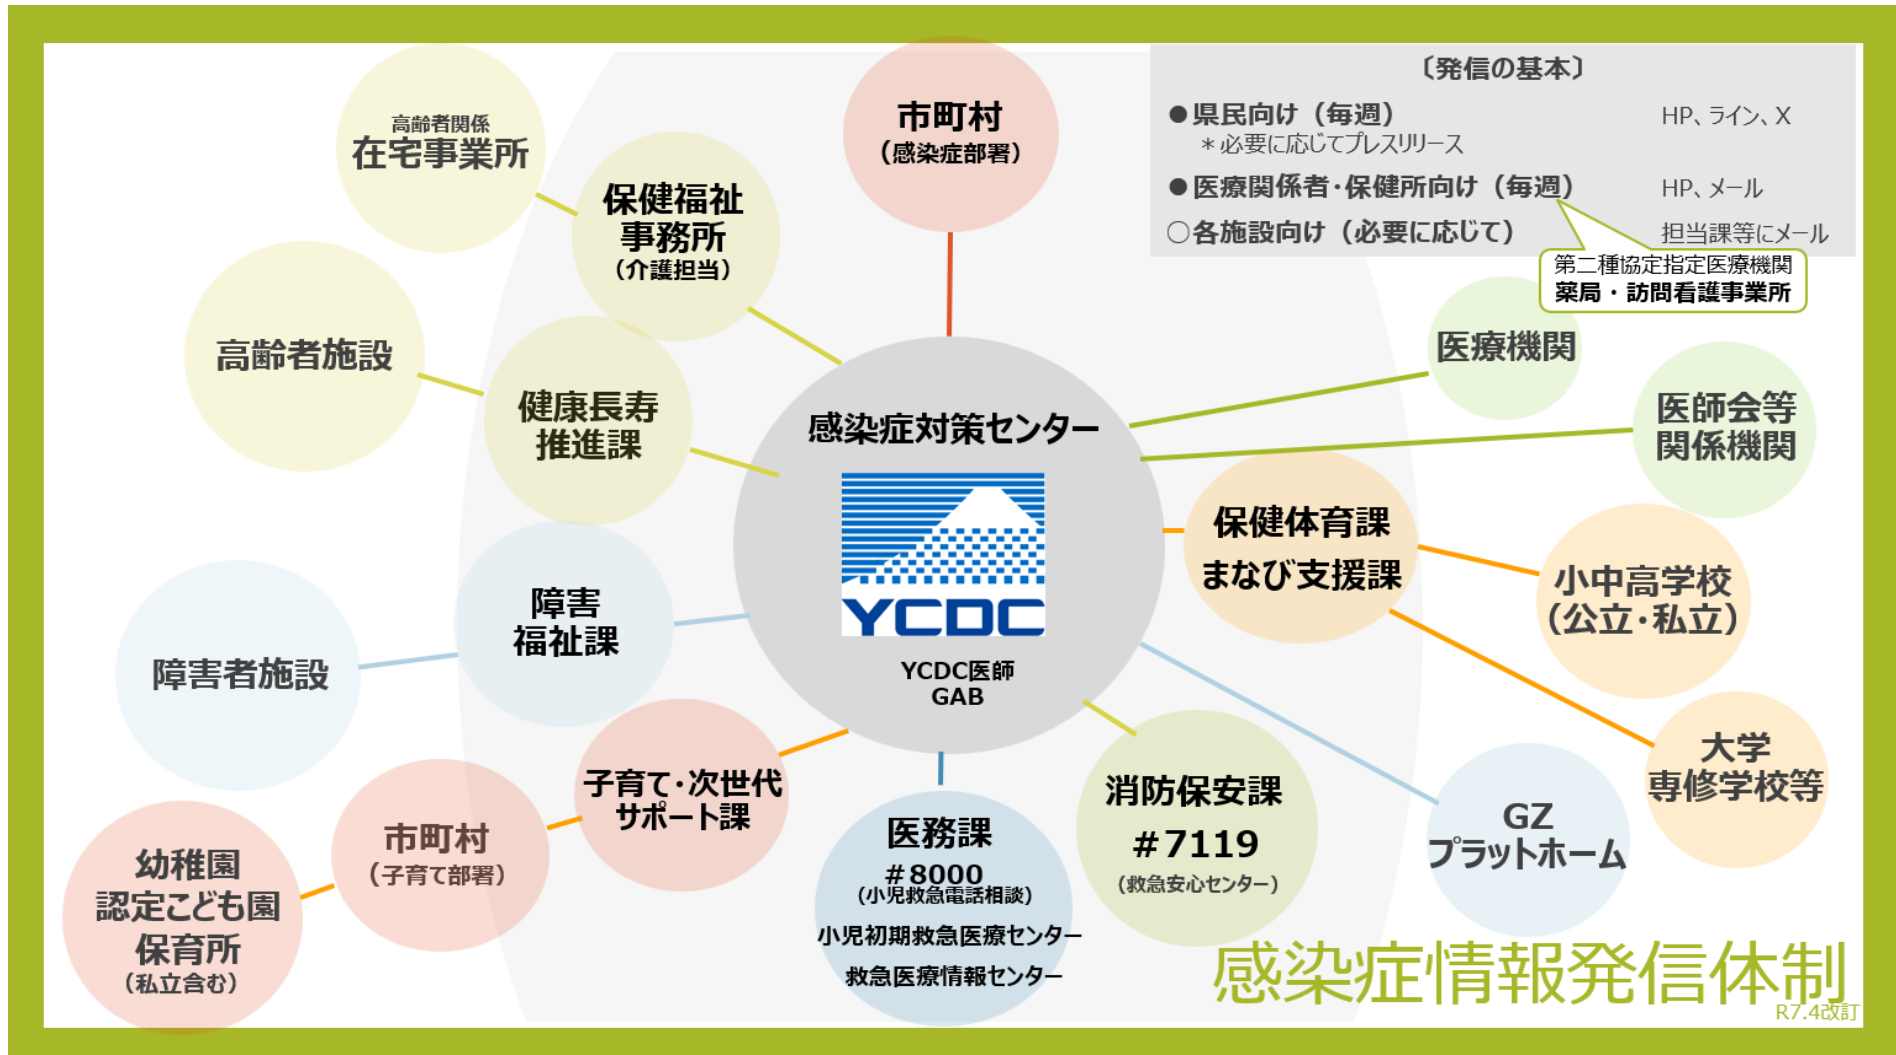 〔発信の基本〕
●県民向け（毎週） HP、ライン、X
＊必要に応じてプレスリリース
●医療関係者・保健所向け（毎週） HP、メール
○各施設向け（必要に応じて） 担当課等にメール
第二種協定指定医療機関
薬局・訪問看護事業所
市町村
（感染症部署）
高齢者関係
在宅事業所
保健福祉
事務所
（介護担当）
高齢者施設
健康長寿
推進課
感染症対策センター
YCDC
YCDC医師
GAB
医療機関
医師会等
関係機関
保健体育課
まなび支援課
小中高学校
（公立・私立）
大学
専修学校等
障害
福祉課
障害者施設
子育て・次世代
サポート課
市町村
（子育て部署）
幼稚園
認定こども園
保育所
（私立含む）
医務課
＃8000
（小児救急電話相談）
小児初期救急医療センター
救急医療情報センター
消防保安課
＃7119
（救急安心センター）
GZ
プラットホーム
感染症情報発信体制
R7.4改訂